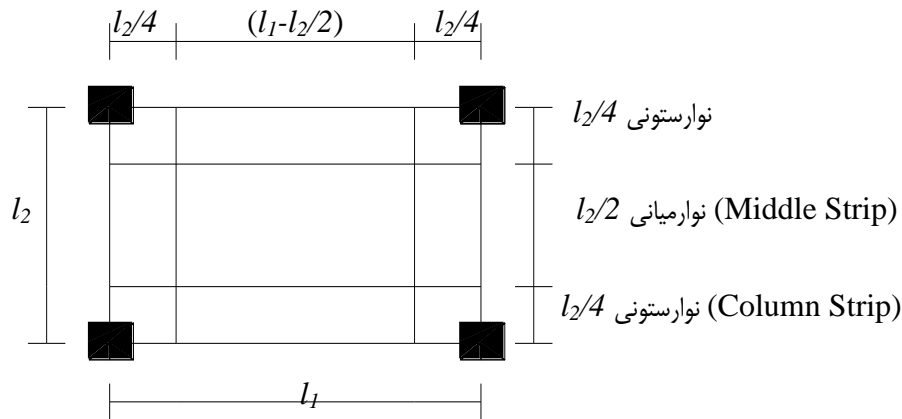 l2/4 (l1-l2/2) l2/4
نوارستونی l2/4
l2
نوارمیانی l2/2 (Middle Strip)
نوارستونی l2/4 (Column Strip)
l1